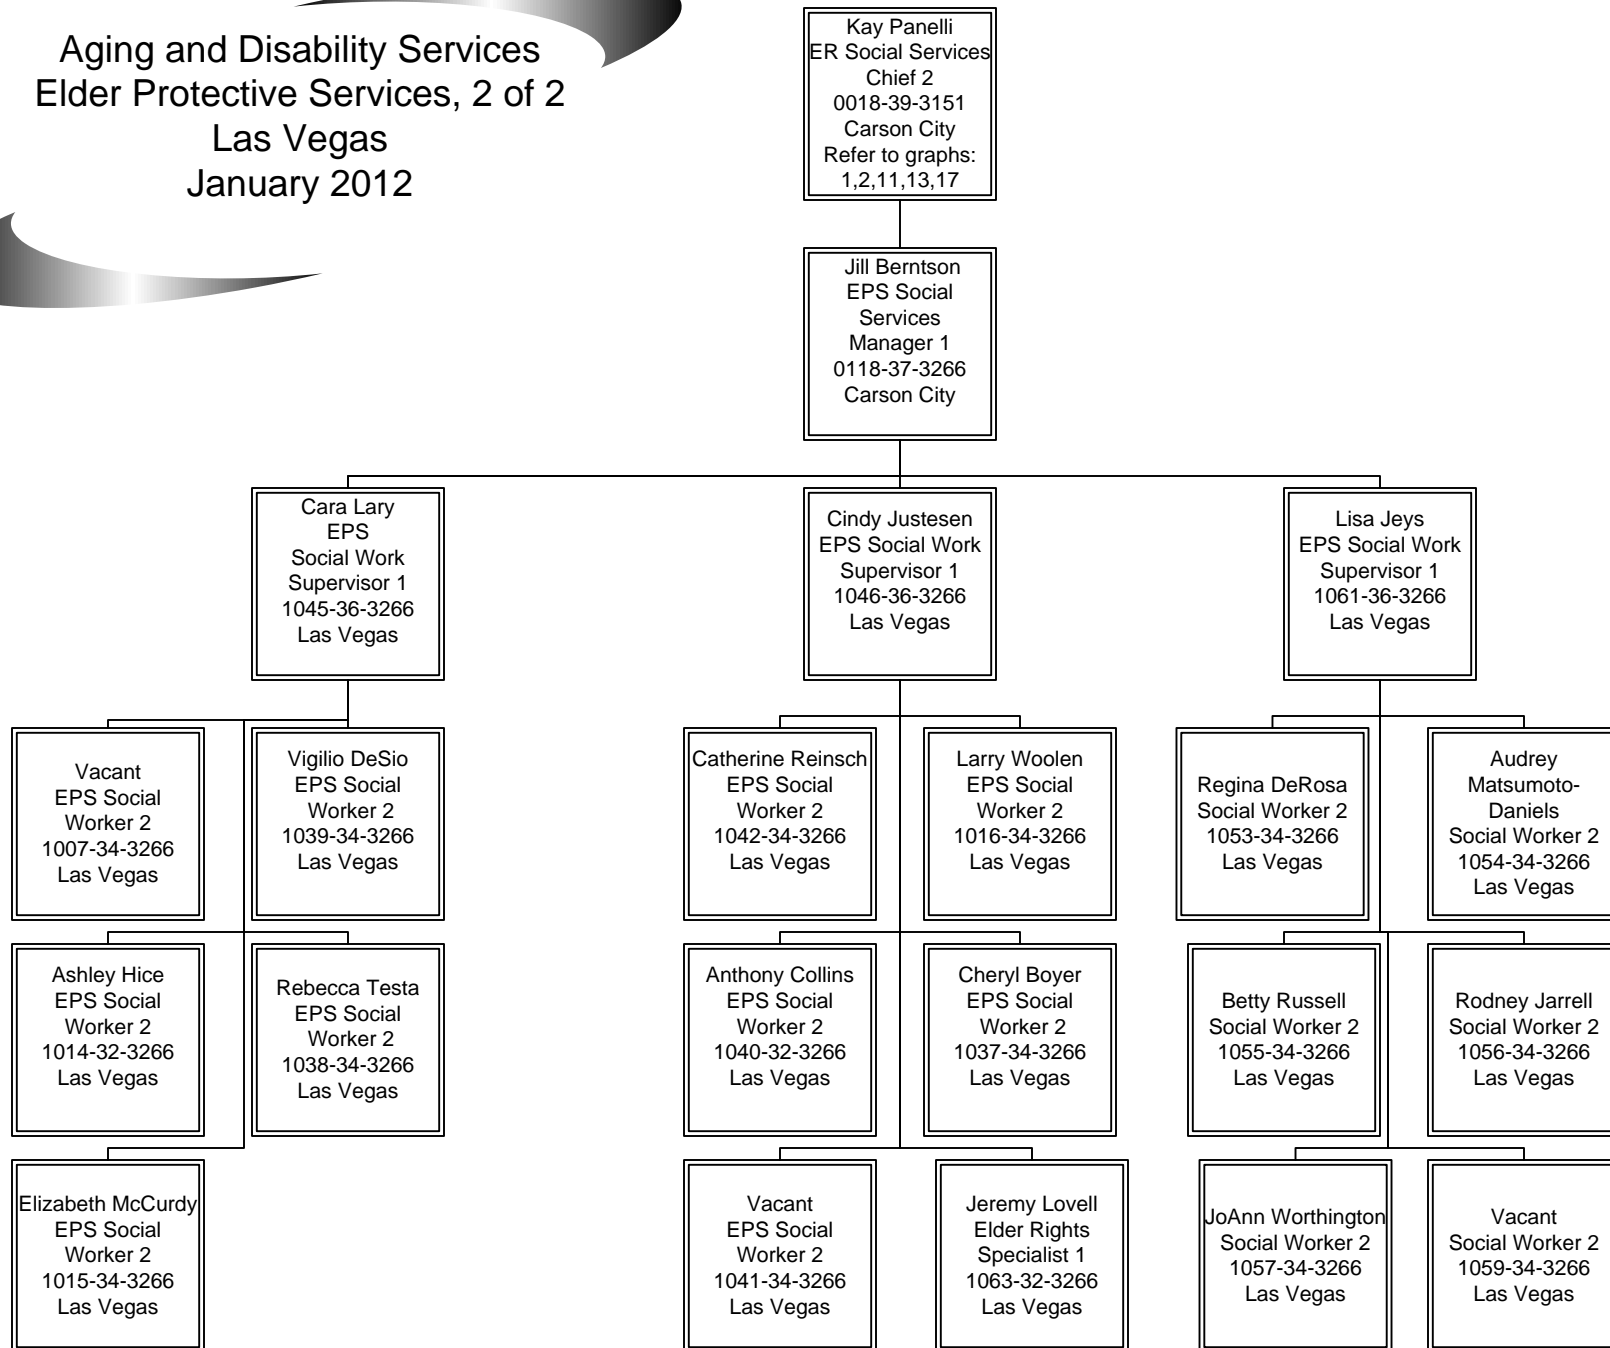 Aging and Disability Services
Elder Protective Services, 2 of 2
Las Vegas
January 2012
Kay Panelli
ER Social Services
Chief 2
0018-39-3151
Carson City
Refer to graphs:
1,2,11,13,17
Jill Berntson
EPS Social
Services
Manager 1
0118-37-3266
Carson City
Cara Lary
EPS
Social Work
Supervisor 1
1045-36-3266
Las Vegas
Cindy Justesen
EPS Social Work
Supervisor 1
1046-36-3266
Las Vegas
Lisa Jeys
EPS Social Work
Supervisor 1
1061-36-3266
Las Vegas
Vacant
EPS Social
Worker 2
1007-34-3266
Las Vegas
Vigilio DeSio
EPS Social
Worker 2
1039-34-3266
Las Vegas
Catherine Reinsch
EPS Social
Worker 2
1042-34-3266
Las Vegas
Larry Woolen
EPS Social
Worker 2
1016-34-3266
Las Vegas
Regina DeRosa
Social Worker 2
1053-34-3266
Las Vegas
Audrey
Matsumoto-
Daniels
Social Worker 2
1054-34-3266
Las Vegas
Ashley Hice
EPS Social
Worker 2
1014-32-3266
Las Vegas
Rebecca Testa
EPS Social
Worker 2
1038-34-3266
Las Vegas
Anthony Collins
EPS Social
Worker 2
1040-32-3266
Las Vegas
Cheryl Boyer
EPS Social
Worker 2
1037-34-3266
Las Vegas
Betty Russell
Social Worker 2
1055-34-3266
Las Vegas
Rodney Jarrell
Social Worker 2
1056-34-3266
Las Vegas
Elizabeth McCurdy
EPS Social
Worker 2
1015-34-3266
Las Vegas
Vacant
EPS Social
Worker 2
1041-34-3266
Las Vegas
Jeremy Lovell
Elder Rights
Specialist 1
1063-32-3266
Las Vegas
JoAnn Worthington
Social Worker 2
1057-34-3266
Las Vegas
Vacant
Social Worker 2
1059-34-3266
Las Vegas